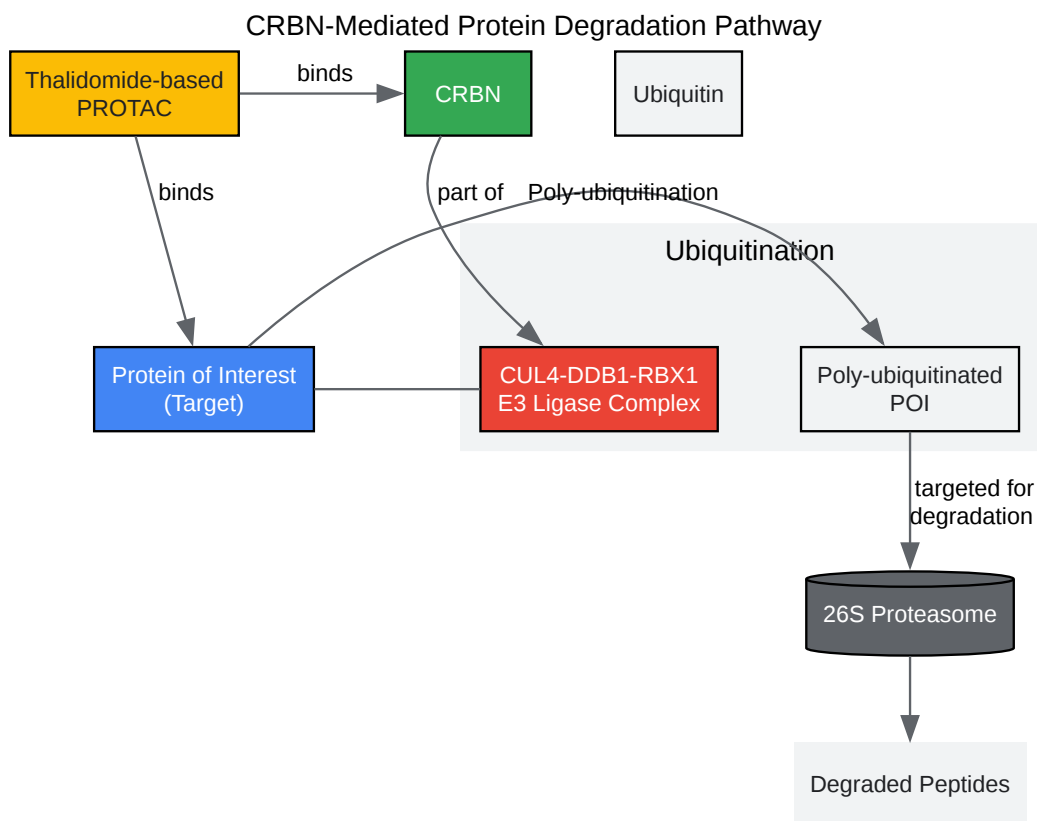 CRBN-Mediated Protein Degradation Pathway
Thalidomide-based
PROTAC
binds
CRBN
Ubiquitin
binds
part of
Poly-ubiquitination
Ubiquitination
Protein of Interest
(Target)
CUL4-DDB1-RBX1
E3 Ligase Complex
Poly-ubiquitinated
POI
targeted for
degradation
26S Proteasome
Degraded Peptides